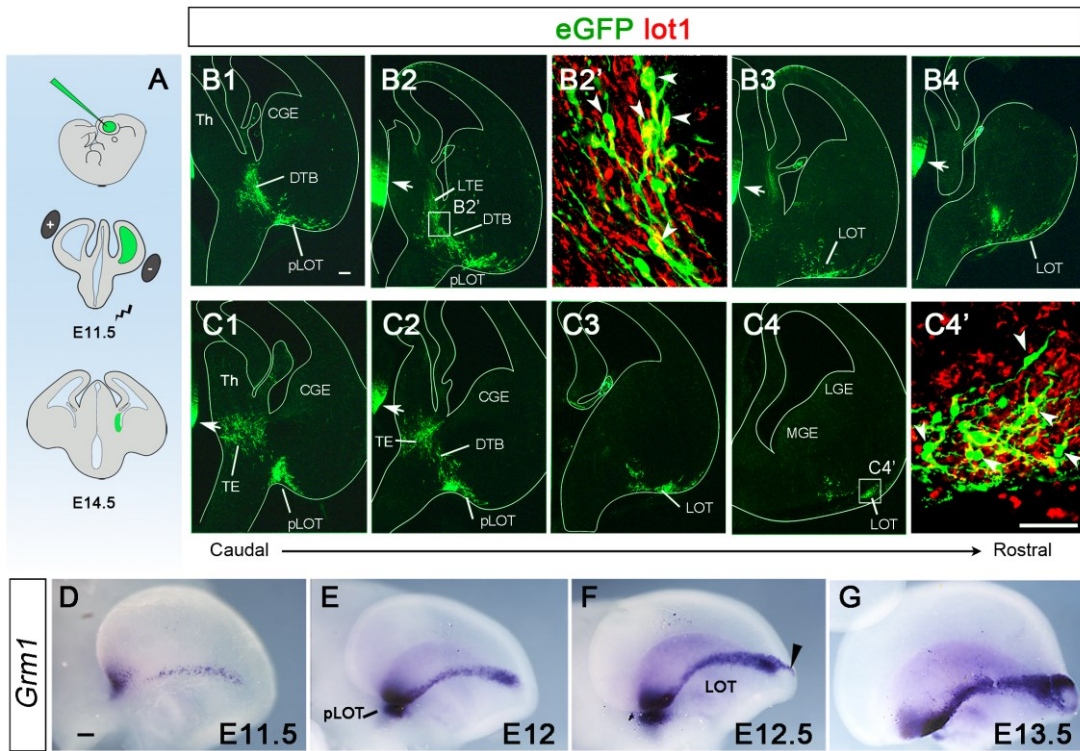 eGFP lot1
A
E11.5
E14.5
B1
Th
CGE
DTB
pLOT
B2
LTE
B2'
DTB
pLOT
B2'
B3
LOT
B4
LOT
C1
Th
CGE
TE
pLOT
C2
CGE
TE
DTB
pLOT
C3
LOT
C4
LGE
MGE
C4'
LOT
C4'
Caudal
Rostral
Grm1
D
E11.5
E
pLOT
E12
F
LOT
E12.5
G
E13.5